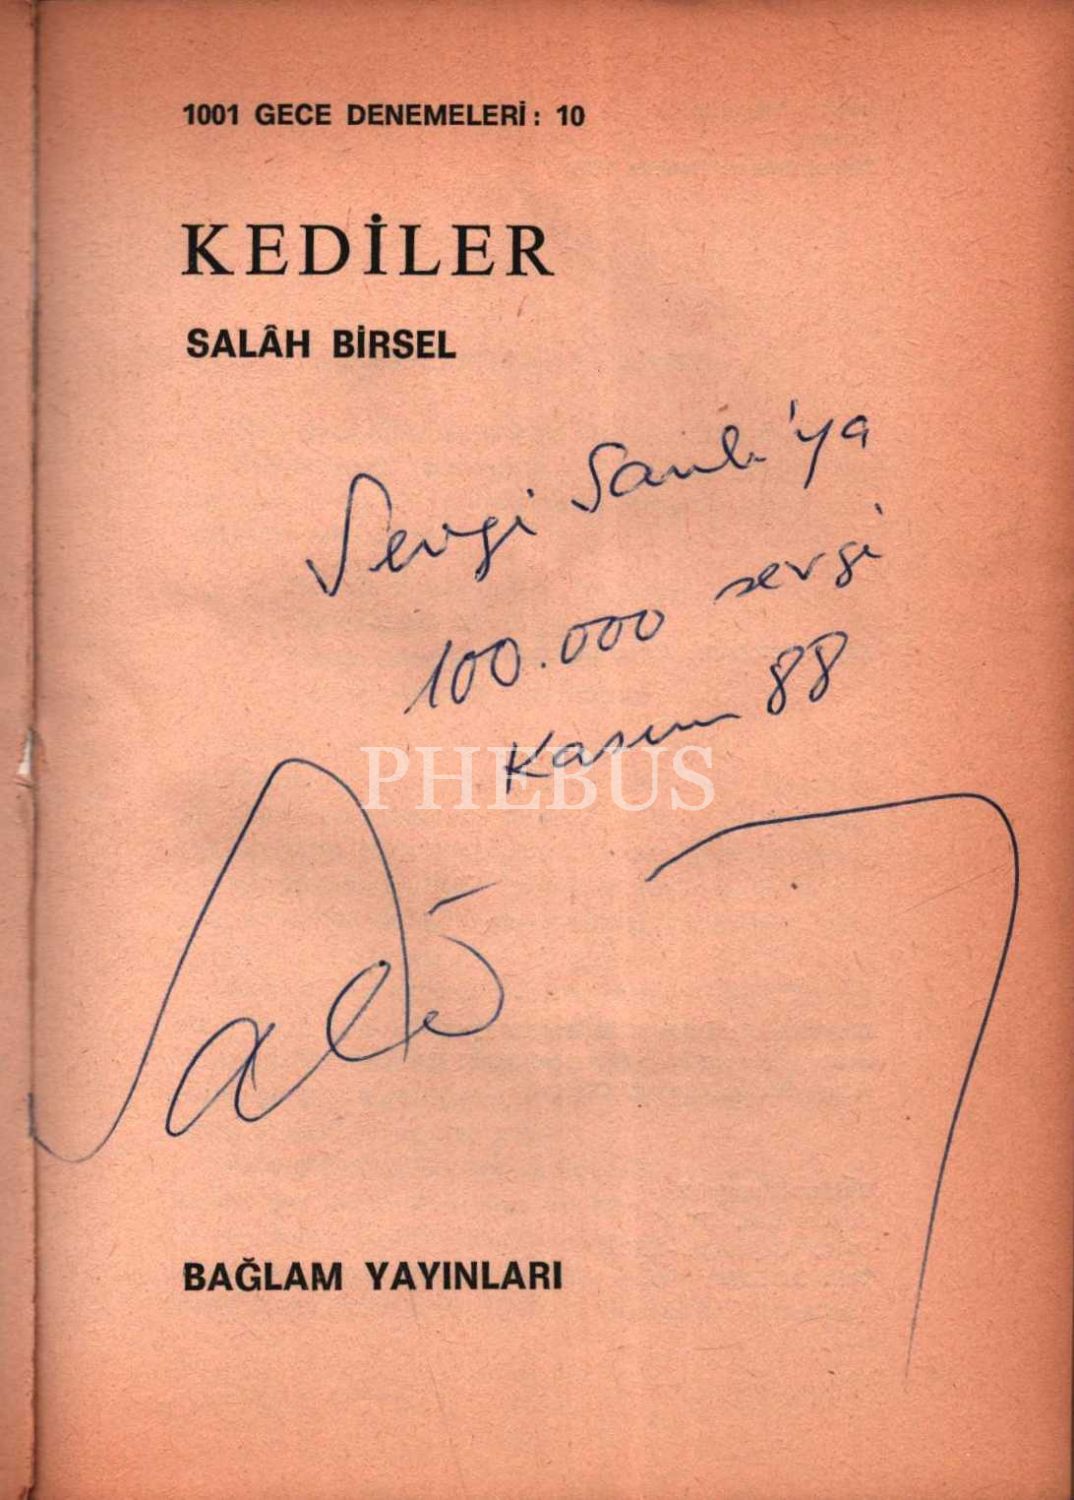 1001 GECE DENEMELERİ: 10
KEDİLER
SALÂH BİRSEL
Sevgi Sanlı'ya
100.000 sevgi
Kasım 88
PHEBUS
Salâh
BAĞLAM YAYINLARI